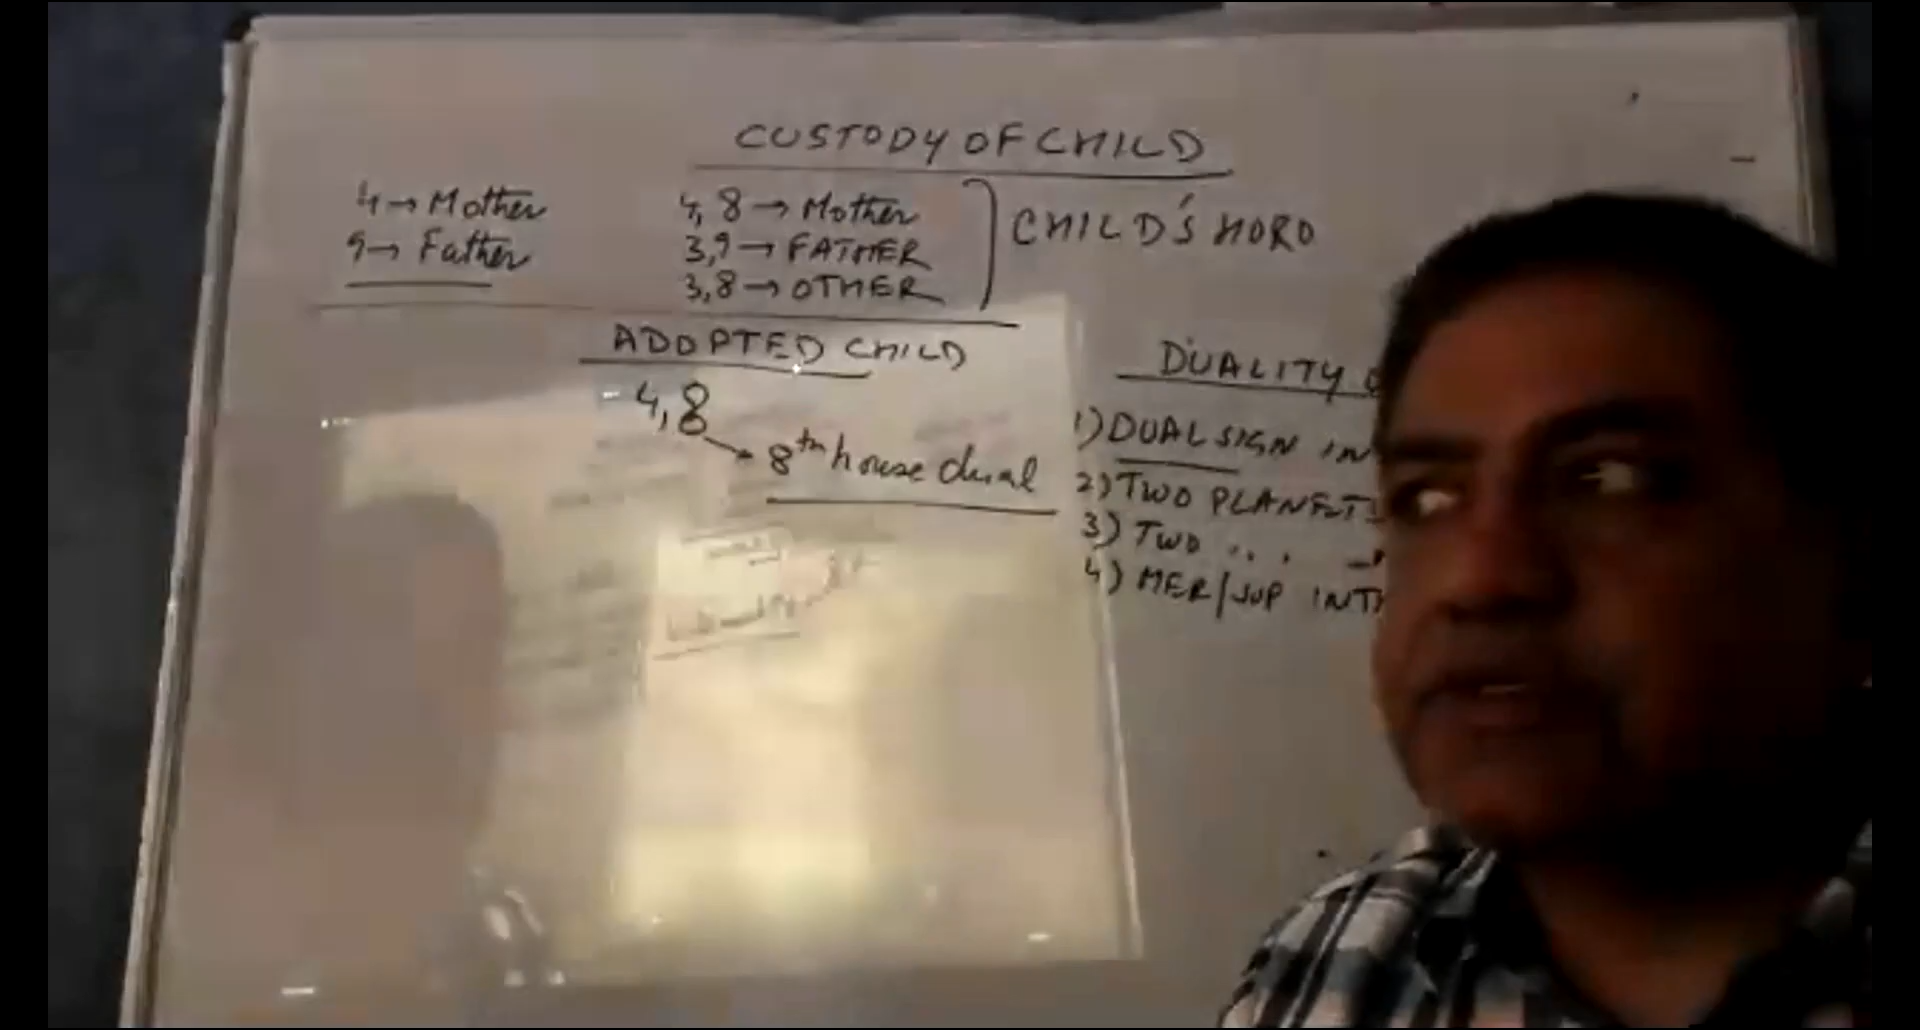 CUSTODY OF CHILD
4 → Mother
9 → Father
4, 8 → Mother
3, 9 → FATHER
3, 8 → OTHER
CHILD'S HORO
ADOPTED CHILD
4, 8
8th house dual
DUALITY
1) DUAL SIGN IN
2) TWO PLANETS
3) TWO
4) MER/JUP INT